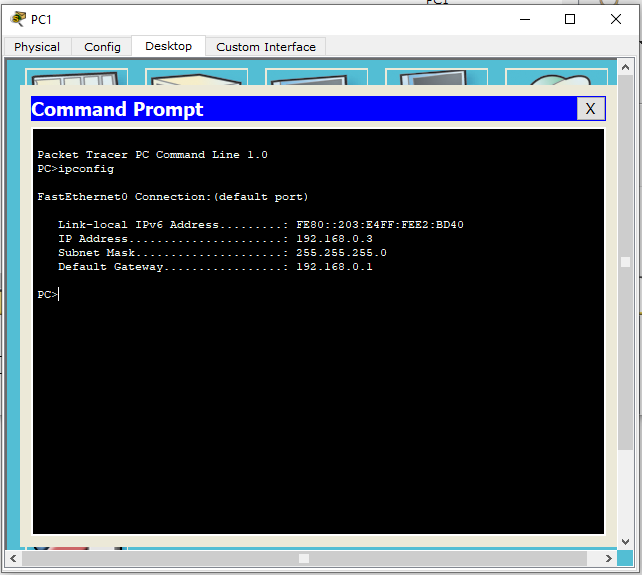 PC1
PC1
Physical Config Desktop Custom Interface
Command Prompt X
Packet Tracer PC Command Line 1.0
PC>ipconfig
FastEthernet0 Connection:(default port)
Link-local IPv6 Address.........: FE80::203:E4FF:FEE2:BD40
IP Address......................: 192.168.0.3
Subnet Mask.....................: 255.255.255.0
Default Gateway.................: 192.168.0.1
PC>